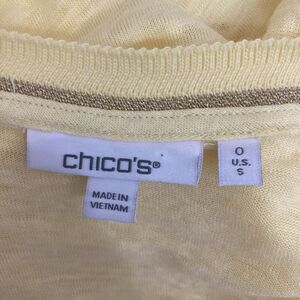 chico's®
MADE IN
VIETNAM
0
U.S.
S